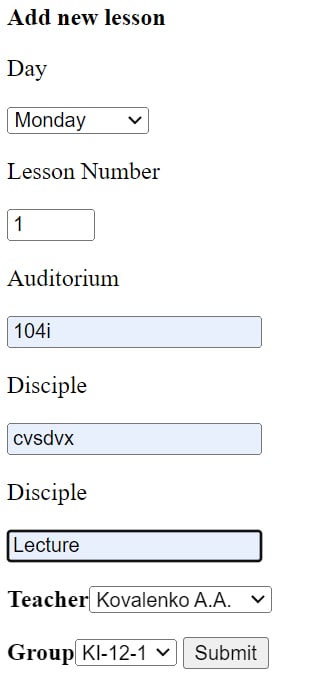 Add new lesson
Day
Monday
Lesson Number
1
Auditorium
104i
Disciple
cvsdvx
Disciple
Lecture
Teacher Kovalenko A.A.
Group KI-12-1 Submit